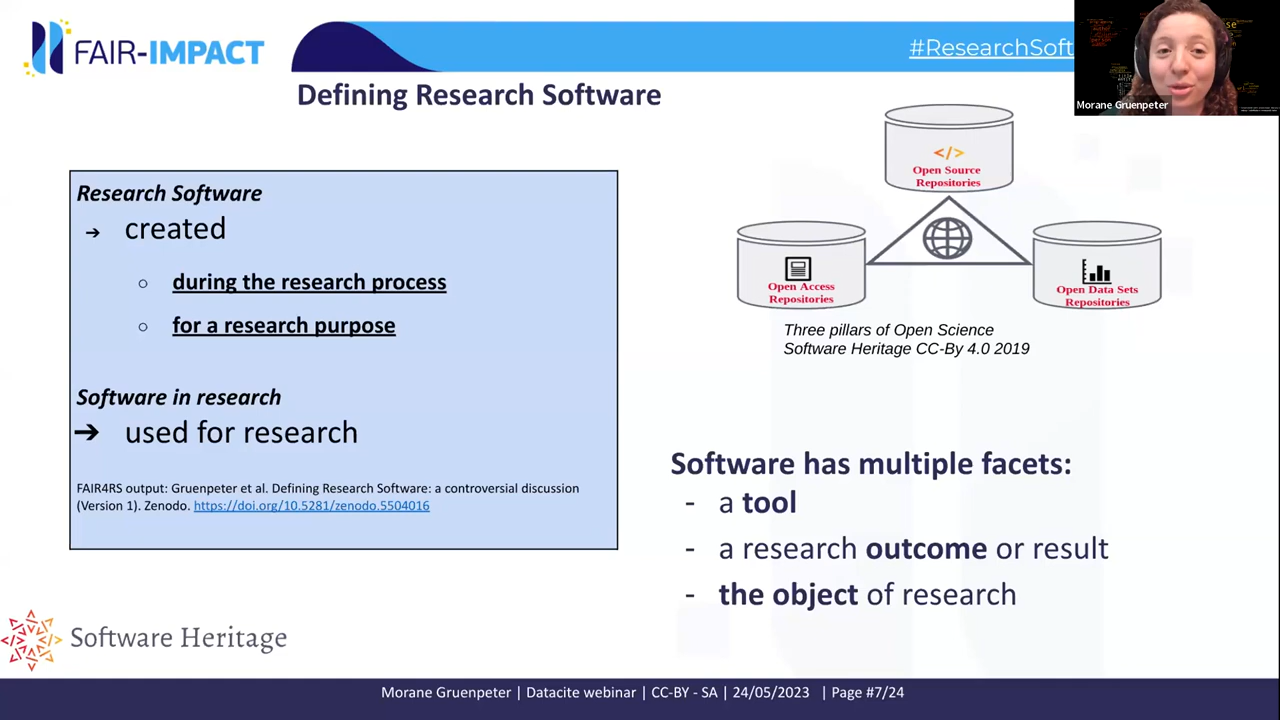 FAIR-IMPACT
#ResearchSoft
Morane Gruenpeter
Defining Research Software
Research Software
➔ created
○ during the research process
○ for a research purpose
Software in research
➔ used for research
FAIR4RS output: Gruenpeter et al. Defining Research Software: a controversial discussion
(Version 1). Zenodo. https://doi.org/10.5281/zenodo.5504016
</>
Open Source
Repositories
Open Access
Repositories
Open Data Sets
Repositories
Three pillars of Open Science
Software Heritage CC-By 4.0 2019
Software has multiple facets:
- a tool
- a research outcome or result
- the object of research
Software Heritage
Morane Gruenpeter | Datacite webinar | CC-BY - SA | 24/05/2023 | Page #7/24